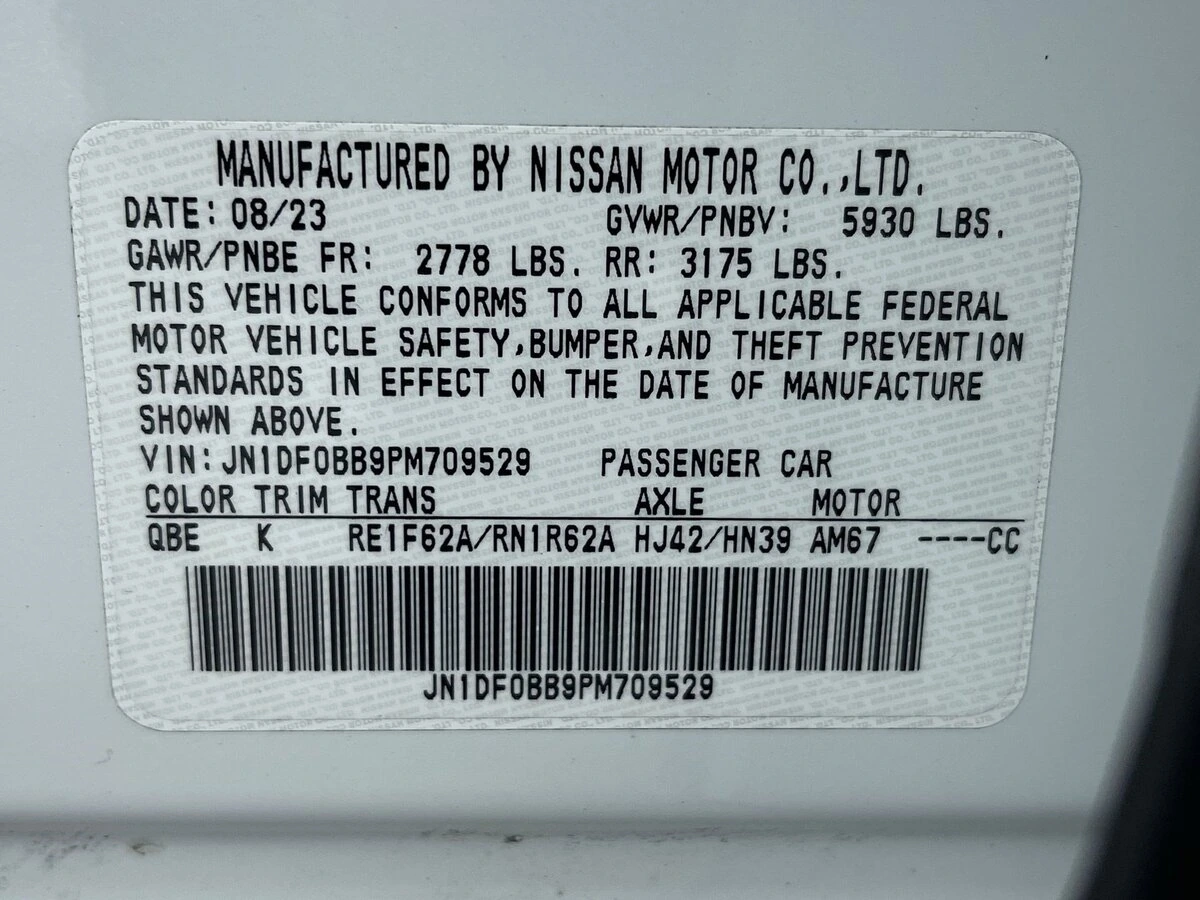 MANUFACTURED BY NISSAN MOTOR CO.,LTD.
DATE: 08/23 GVWR/PNBV: 5930 LBS.
GAWR/PNBE FR: 2778 LBS. RR: 3175 LBS.
THIS VEHICLE CONFORMS TO ALL APPLICABLE FEDERAL
MOTOR VEHICLE SAFETY,BUMPER,AND THEFT PREVENTION
STANDARDS IN EFFECT ON THE DATE OF MANUFACTURE
SHOWN ABOVE.
VIN:JN1DF0BB9PM709529 PASSENGER CAR
COLOR TRIM TRANS AXLE MOTOR
QBE K RE1F62A/RN1R62A HJ42/HN39 AM67 ----CC
JN1DF0BB9PM709529